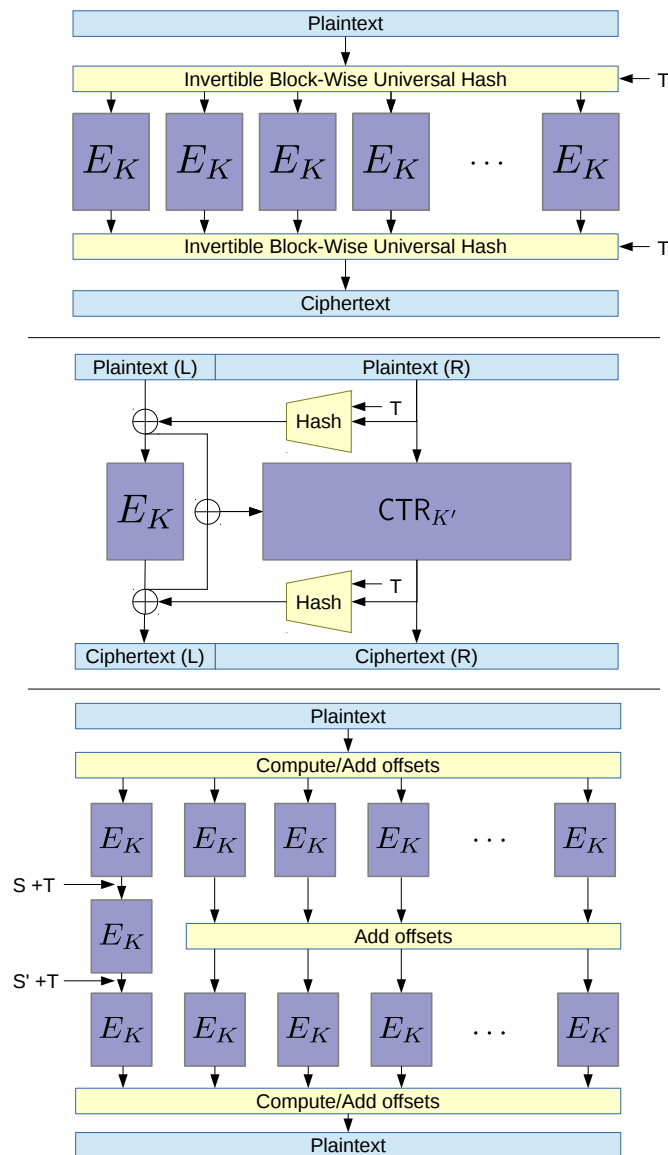 Plaintext
Invertible Block-Wise Universal Hash
T
E_K E_K E_K E_K ··· E_K
Invertible Block-Wise Universal Hash
T
Ciphertext
Plaintext (L) Plaintext (R)
T
Hash
E_K CTR_{K'}
T
Hash
Ciphertext (L) Ciphertext (R)
Plaintext
Compute/Add offsets
E_K E_K E_K E_K ··· E_K
S +T
E_K
Add offsets
S' +T
E_K E_K E_K E_K ··· E_K
Compute/Add offsets
Plaintext